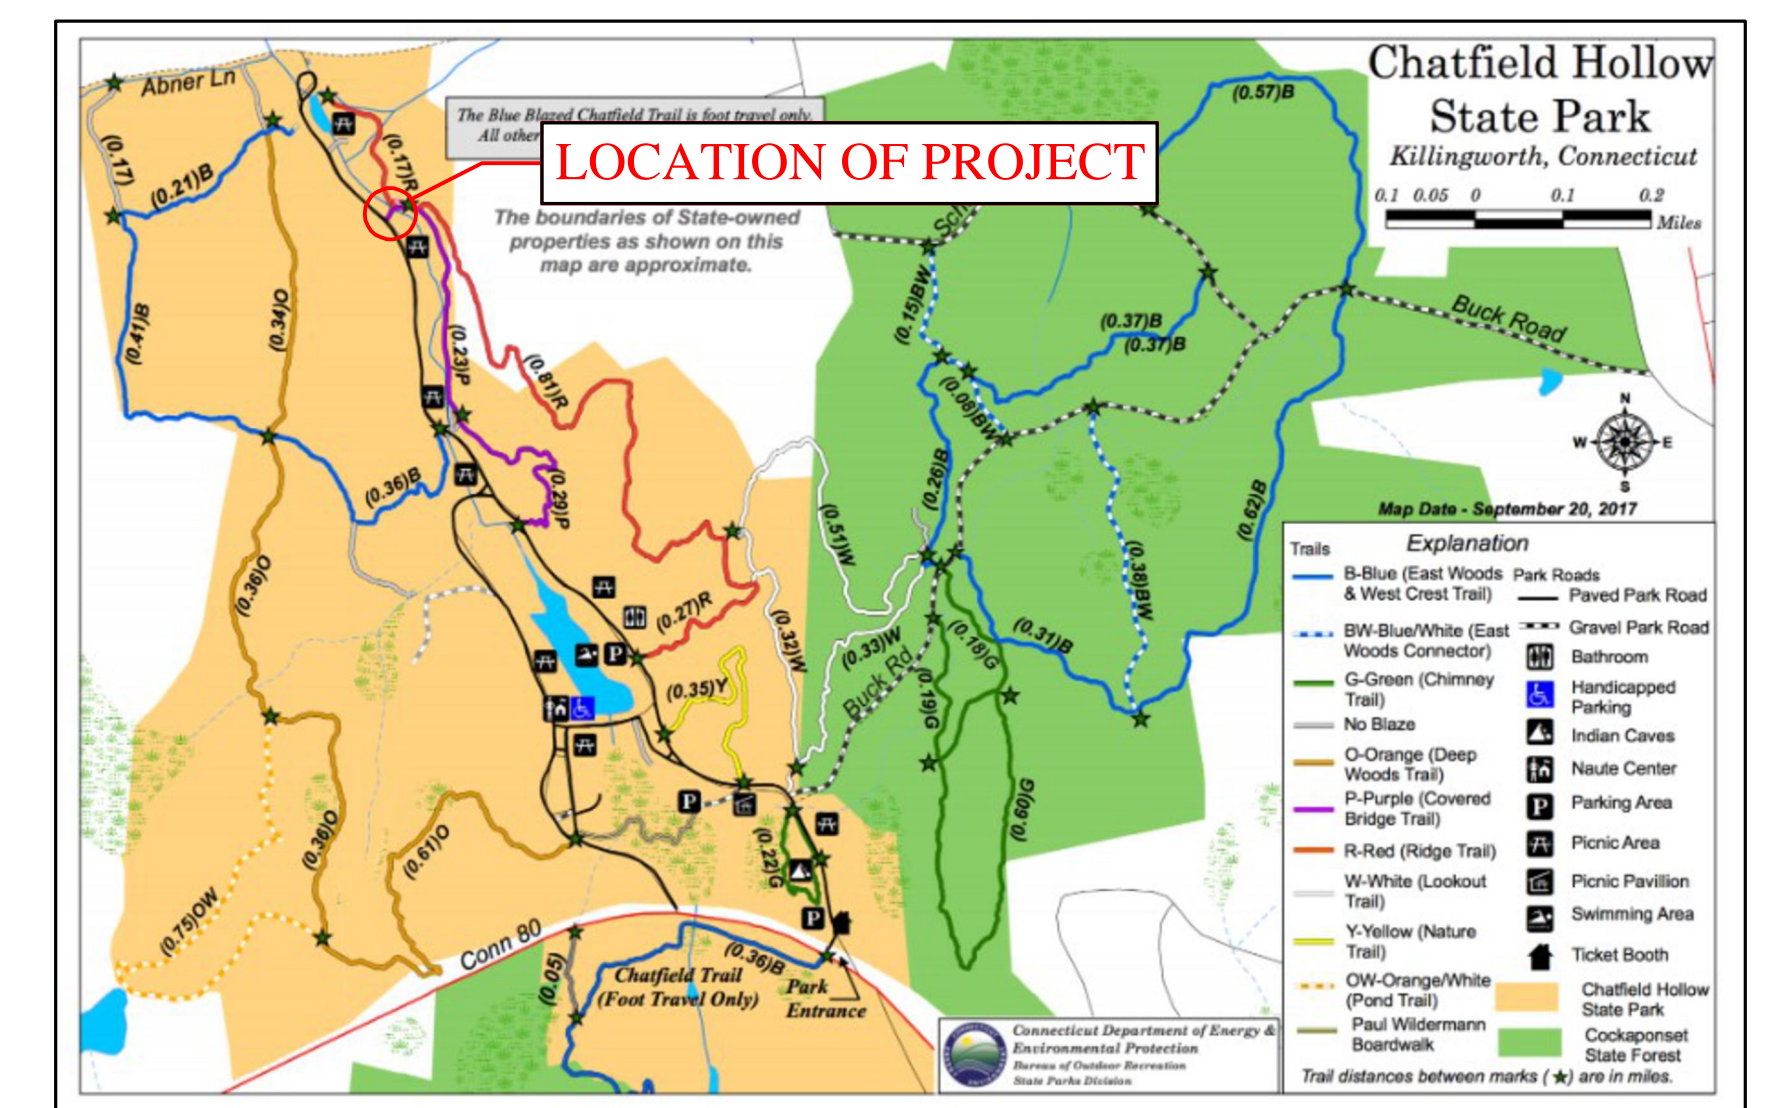 Chatfield Hollow
State Park
Killingworth, Connecticut
0.1 0.05 0 0.1 0.2
Miles
Abner Ln
The Blue Blazed Chatfield Trail is foot travel only.
All other
LOCATION OF PROJECT
The boundaries of State-owned
properties as shown on this
map are approximate.
(0.57)B
(0.17)
(0.21)B
(0.17)R
(0.41)B
(0.34)O
(0.23)P
(0.81)R
(0.15)BW
(0.37)B
(0.37)B
Buck Road
(0.08)BW
(0.36)B
(0.29)P
(0.26)B
(0.51)W
(0.62)B
(0.38)BW
(0.36)O
(0.27)R
(0.32)W
(0.33)W
(0.18)G
(0.31)B
(0.35)Y
Buck Rd
(0.19)G
P
P
(0.36)O
(0.61)O
(0.22)G
(0.60)G
(0.75)OW
P
Conn 80
(0.05)
(0.36)B
Chatfield Trail
(Foot Travel Only)
Park
Entrance
N
W E
S
Map Date - September 20, 2017
Explanation
Trails
B-Blue (East Woods
& West Crest Trail)
BW-Blue/White (East
Woods Connector)
G-Green (Chimney
Trail)
No Blaze
O-Orange (Deep
Woods Trail)
P-Purple (Covered
Bridge Trail)
R-Red (Ridge Trail)
W-White (Lookout
Trail)
Y-Yellow (Nature
Trail)
OW-Orange/White
(Pond Trail)
Paul Wildermann
Boardwalk
Park Roads
Paved Park Road
Gravel Park Road
Bathroom
Handicapped
Parking
Indian Caves
Naute Center
P Parking Area
Picnic Area
Picnic Pavillion
Swimming Area
Ticket Booth
Chatfield Hollow
State Park
Cockaponset
State Forest
Trail distances between marks (★) are in miles.
Connecticut Department of Energy &
Environmental Protection
Bureau of Outdoor Recreation
State Parks Division